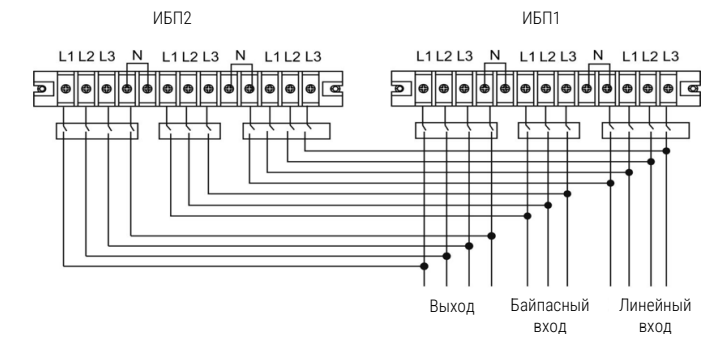 ИБП2
ИБП1
L1 L2 L3 N L1 L2 L3 N L1 L2 L3
L1 L2 L3 N L1 L2 L3 N L1 L2 L3
Выход
Байпасный
вход
Линейный
вход